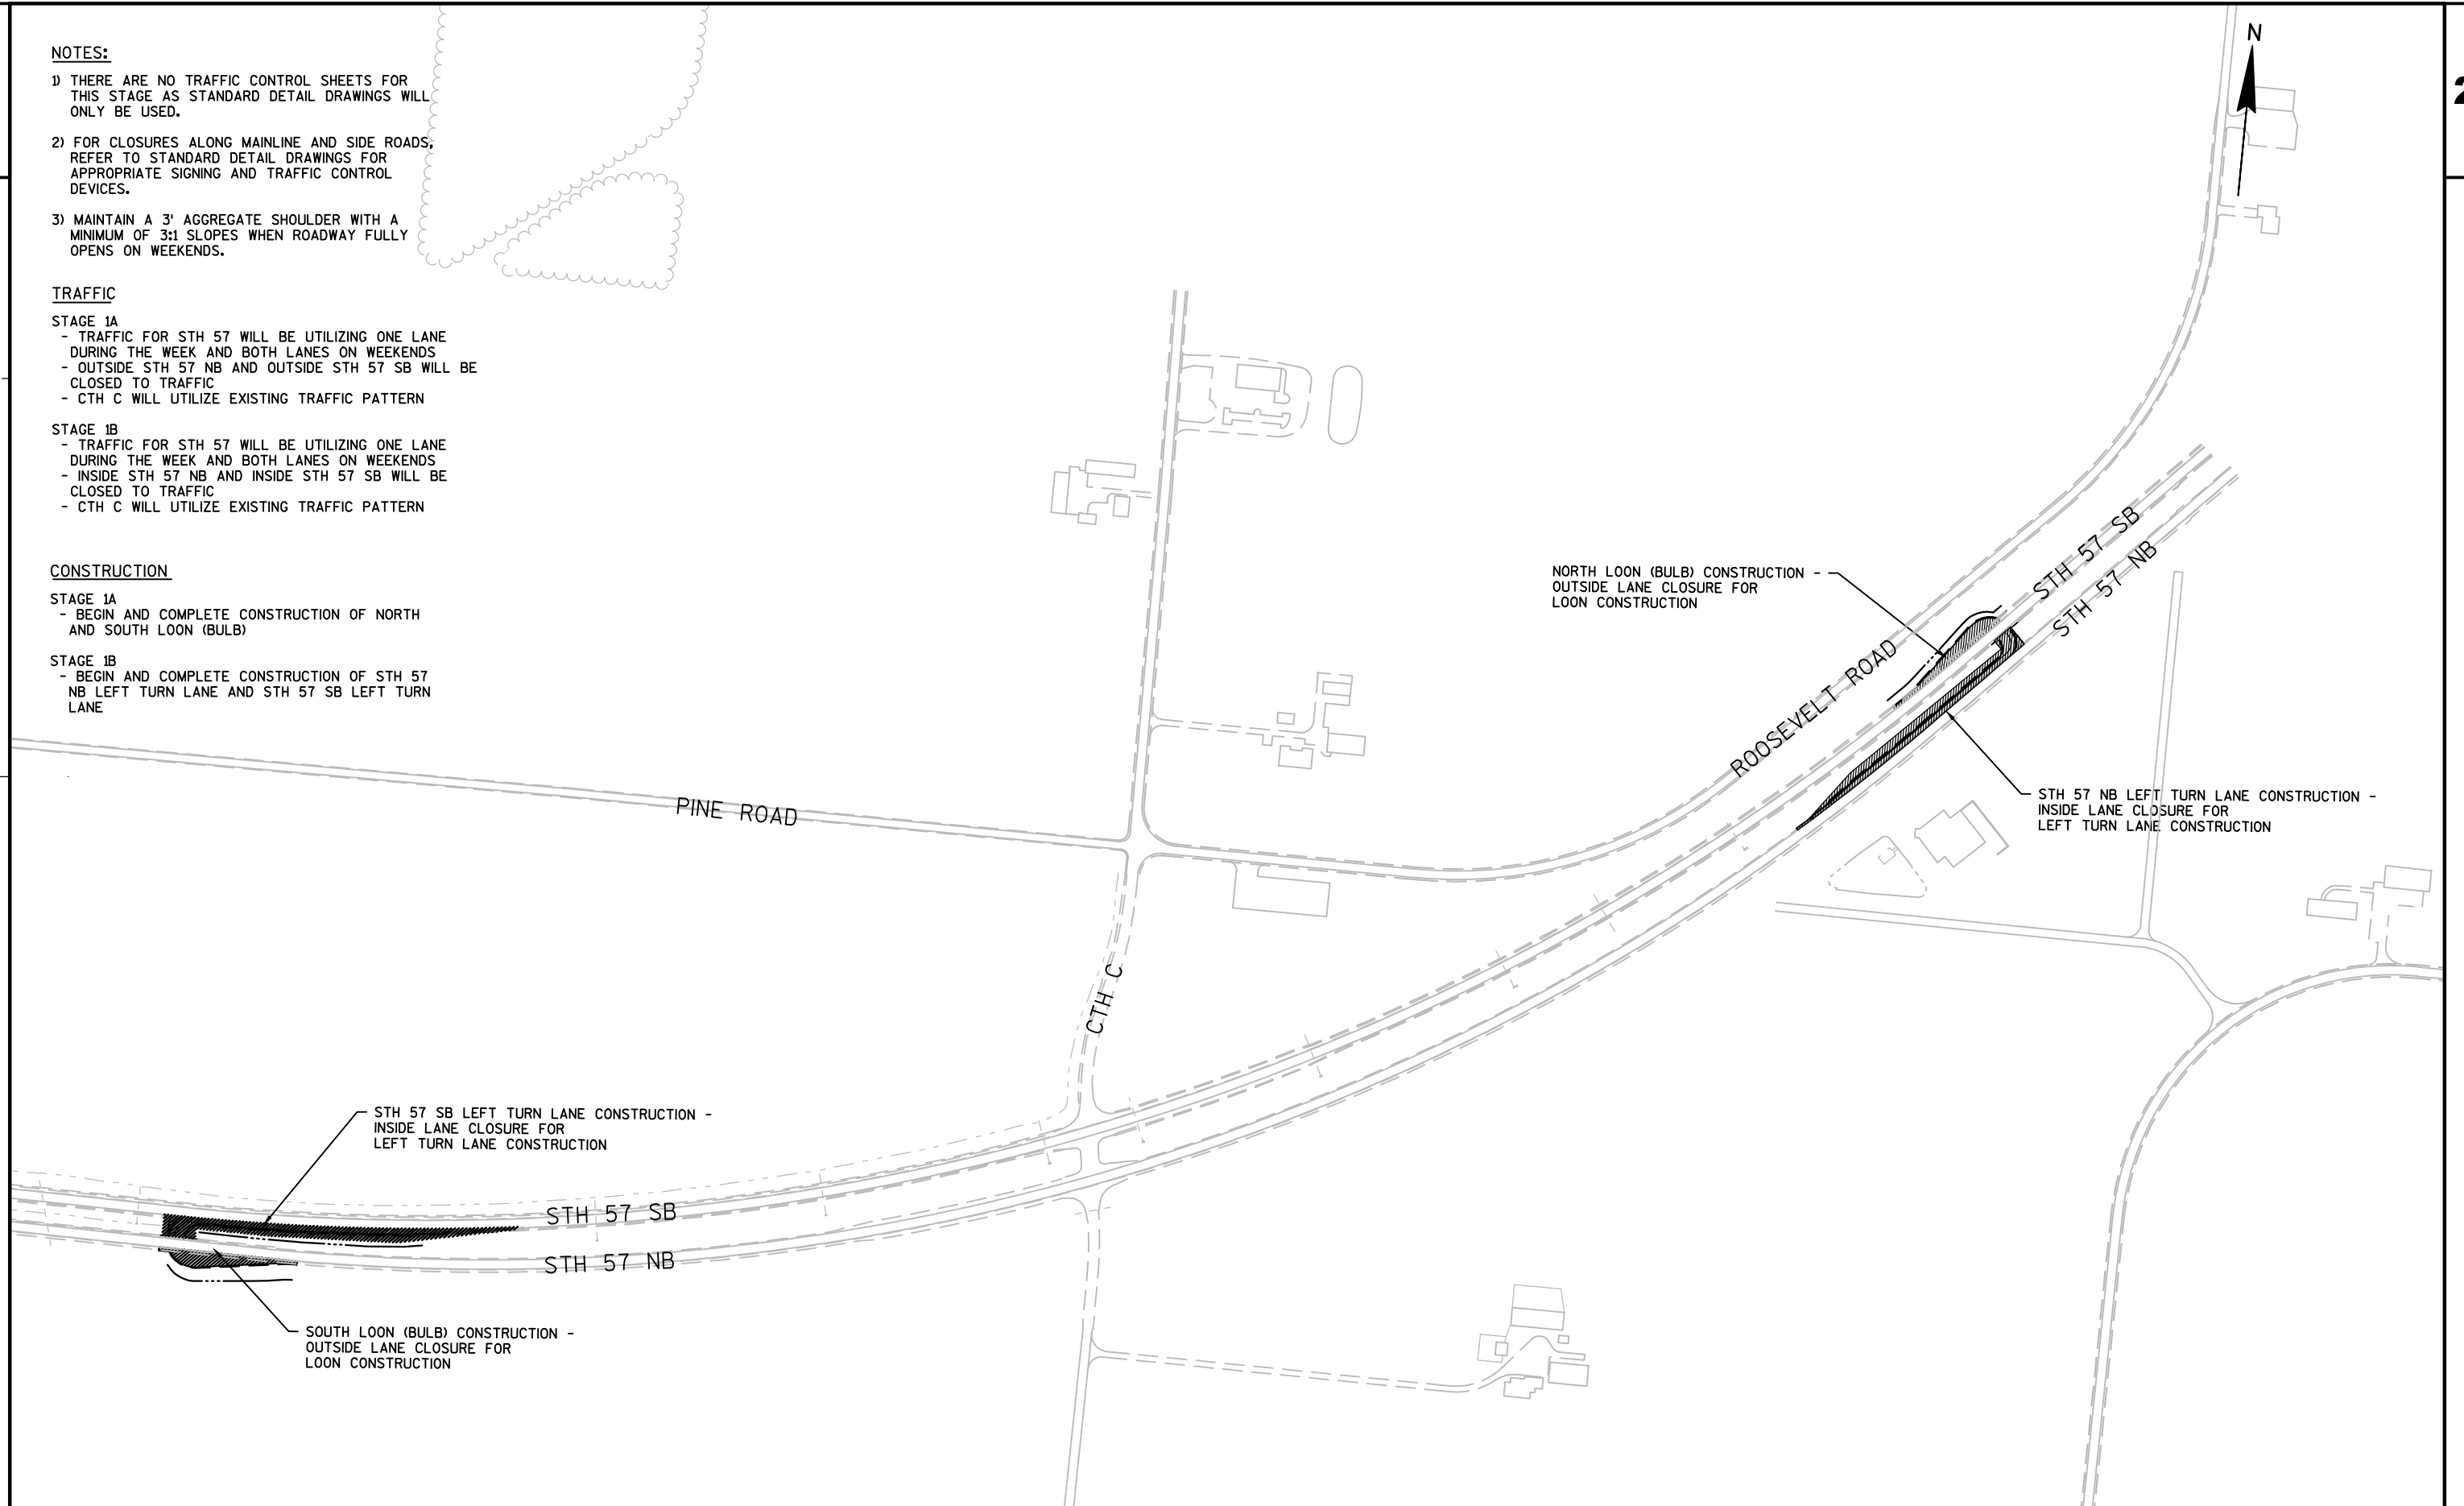 NOTES:
1) THERE ARE NO TRAFFIC CONTROL SHEETS FOR
THIS STAGE AS STANDARD DETAIL DRAWINGS WILL
ONLY BE USED.
2) FOR CLOSURES ALONG MAINLINE AND SIDE ROADS,
REFER TO STANDARD DETAIL DRAWINGS FOR
APPROPRIATE SIGNING AND TRAFFIC CONTROL
DEVICES.
3) MAINTAIN A 3' AGGREGATE SHOULDER WITH A
MINIMUM OF 3:1 SLOPES WHEN ROADWAY FULLY
OPENS ON WEEKENDS.
TRAFFIC
STAGE 1A
- TRAFFIC FOR STH 57 WILL BE UTILIZING ONE LANE
DURING THE WEEK AND BOTH LANES ON WEEKENDS
- OUTSIDE STH 57 NB AND OUTSIDE STH 57 SB WILL BE
CLOSED TO TRAFFIC
- CTH C WILL UTILIZE EXISTING TRAFFIC PATTERN
STAGE 1B
- TRAFFIC FOR STH 57 WILL BE UTILIZING ONE LANE
DURING THE WEEK AND BOTH LANES ON WEEKENDS
- INSIDE STH 57 NB AND INSIDE STH 57 SB WILL BE
CLOSED TO TRAFFIC
- CTH C WILL UTILIZE EXISTING TRAFFIC PATTERN
CONSTRUCTION
STAGE 1A
- BEGIN AND COMPLETE CONSTRUCTION OF NORTH
AND SOUTH LOON (BULB)
STAGE 1B
- BEGIN AND COMPLETE CONSTRUCTION OF STH 57
NB LEFT TURN LANE AND STH 57 SB LEFT TURN
LANE
N
2
NORTH LOON (BULB) CONSTRUCTION -
OUTSIDE LANE CLOSURE FOR
LOON CONSTRUCTION
STH 57 SB
STH 57 NB
ROOSEVELT ROAD
STH 57 NB LEFT TURN LANE CONSTRUCTION -
INSIDE LANE CLOSURE FOR
LEFT TURN LANE CONSTRUCTION
PINE ROAD
CTH C
STH 57 SB LEFT TURN LANE CONSTRUCTION -
INSIDE LANE CLOSURE FOR
LEFT TURN LANE CONSTRUCTION
STH 57 SB
STH 57 NB
SOUTH LOON (BULB) CONSTRUCTION -
OUTSIDE LANE CLOSURE FOR
LOON CONSTRUCTION